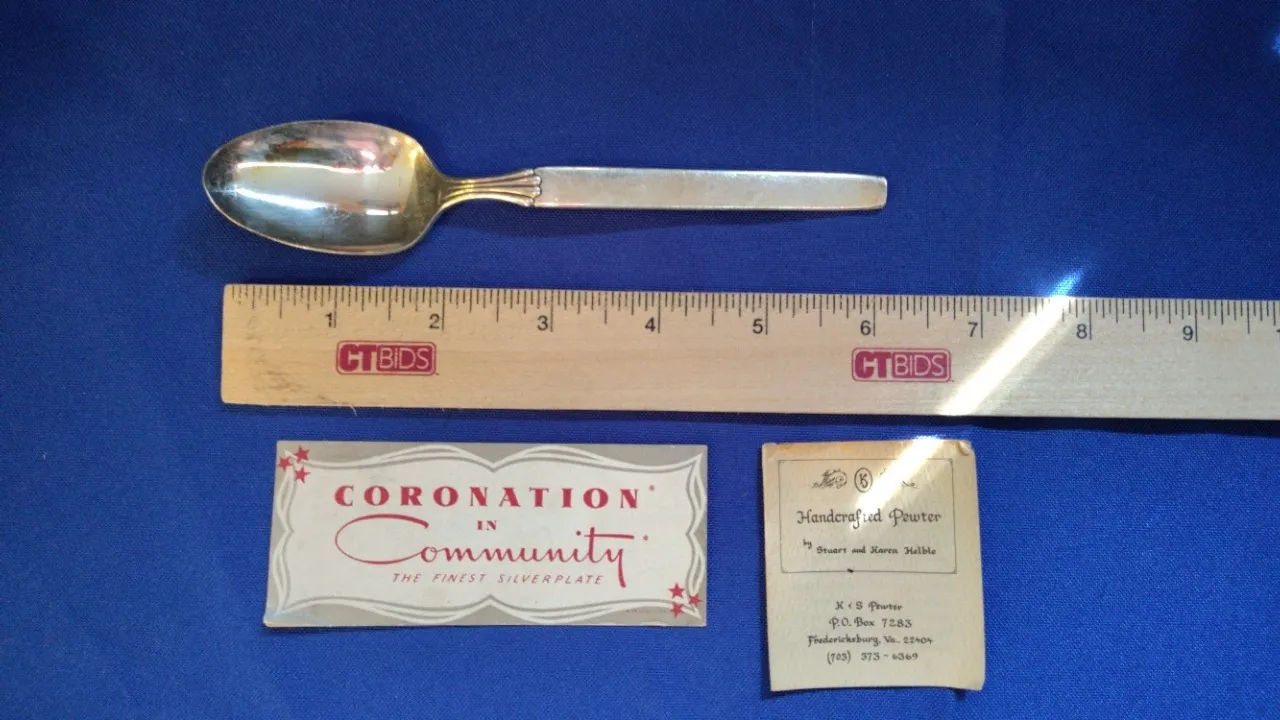 1 2 3 4 5 6 7 8 9
CTBIDS CTBIDS
CORONATION®
IN
Community®
THE FINEST SILVERPLATE
KS
Handcrafted Pewter
by Stuart and Karen Helble
K & S Pewter
P.O. Box 7283
Fredericksburg, Va. 22404
(703) 373-6369